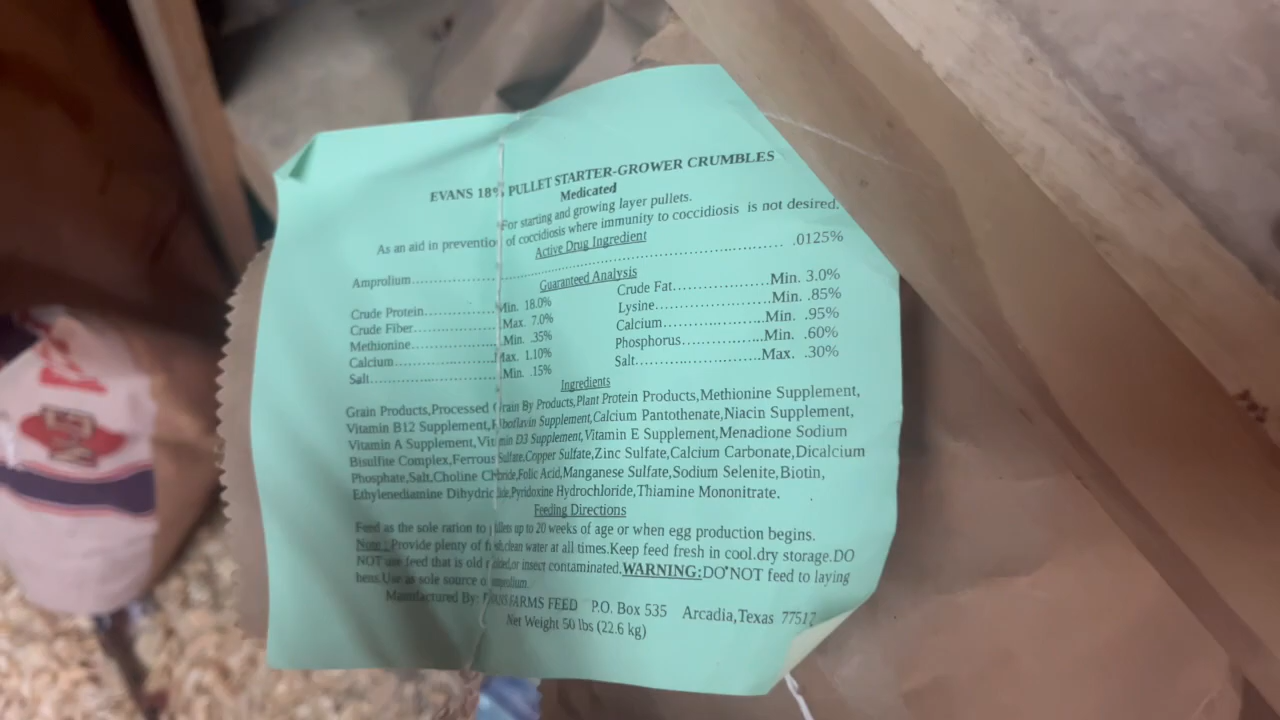 EVANS 18% PULLET STARTER-GROWER CRUMBLES
Medicated
For starting and growing layer pullets.
As an aid in preventio of coccidiosis where immunity to coccidiosis is not desired.
Active Drug Ingredient
Amprolium.......................................................... .0125%
Guaranteed Analysis
Crude Protein............Min. 18.0% Crude Fat....................Min. 3.0%
Crude Fiber..............Max. 7.0% Lysine........................Min. .85%
Methionine...............Min. .35% Calcium.....................Min. .95%
Calcium....................Max. 1.10% Phosphorus................Min. .60%
Salt..........................Min. .15% Salt...........................Max. .30%
Ingredients
Grain Products,Processed Grain By Products,Plant Protein Products,Methionine Supplement,
Vitamin B12 Supplement,Riboflavin Supplement,Calcium Pantothenate,Niacin Supplement,
Vitamin A Supplement,Vitamin D3 Supplement,Vitamin E Supplement,Menadione Sodium
Bisulfite Complex,Ferrous Sulfate,Copper Sulfate,Zinc Sulfate,Calcium Carbonate,Dicalcium
Phosphate,Salt,Choline Chloride,Folic Acid,Manganese Sulfate,Sodium Selenite,Biotin,
Ethylenediamine Pyridoxine Hydrochloride,Thiamine Mononitrate.
Feeding Directions
Feed as the sole ration to pullets up to 20 weeks of age or when egg production begins.
Note: Provide plenty of fresh,clean water at all times.Keep feed fresh in cool.dry storage.DO
NOT use feed that is old or insect contaminated.WARNING:DO NOT feed to laying
hens.Use as sole source of amprolium.
Manufactured By: EVANS FARMS FEED P.O. Box 535 Arcadia,Texas 77517
Net Weight 50 lbs (22.6 kg)